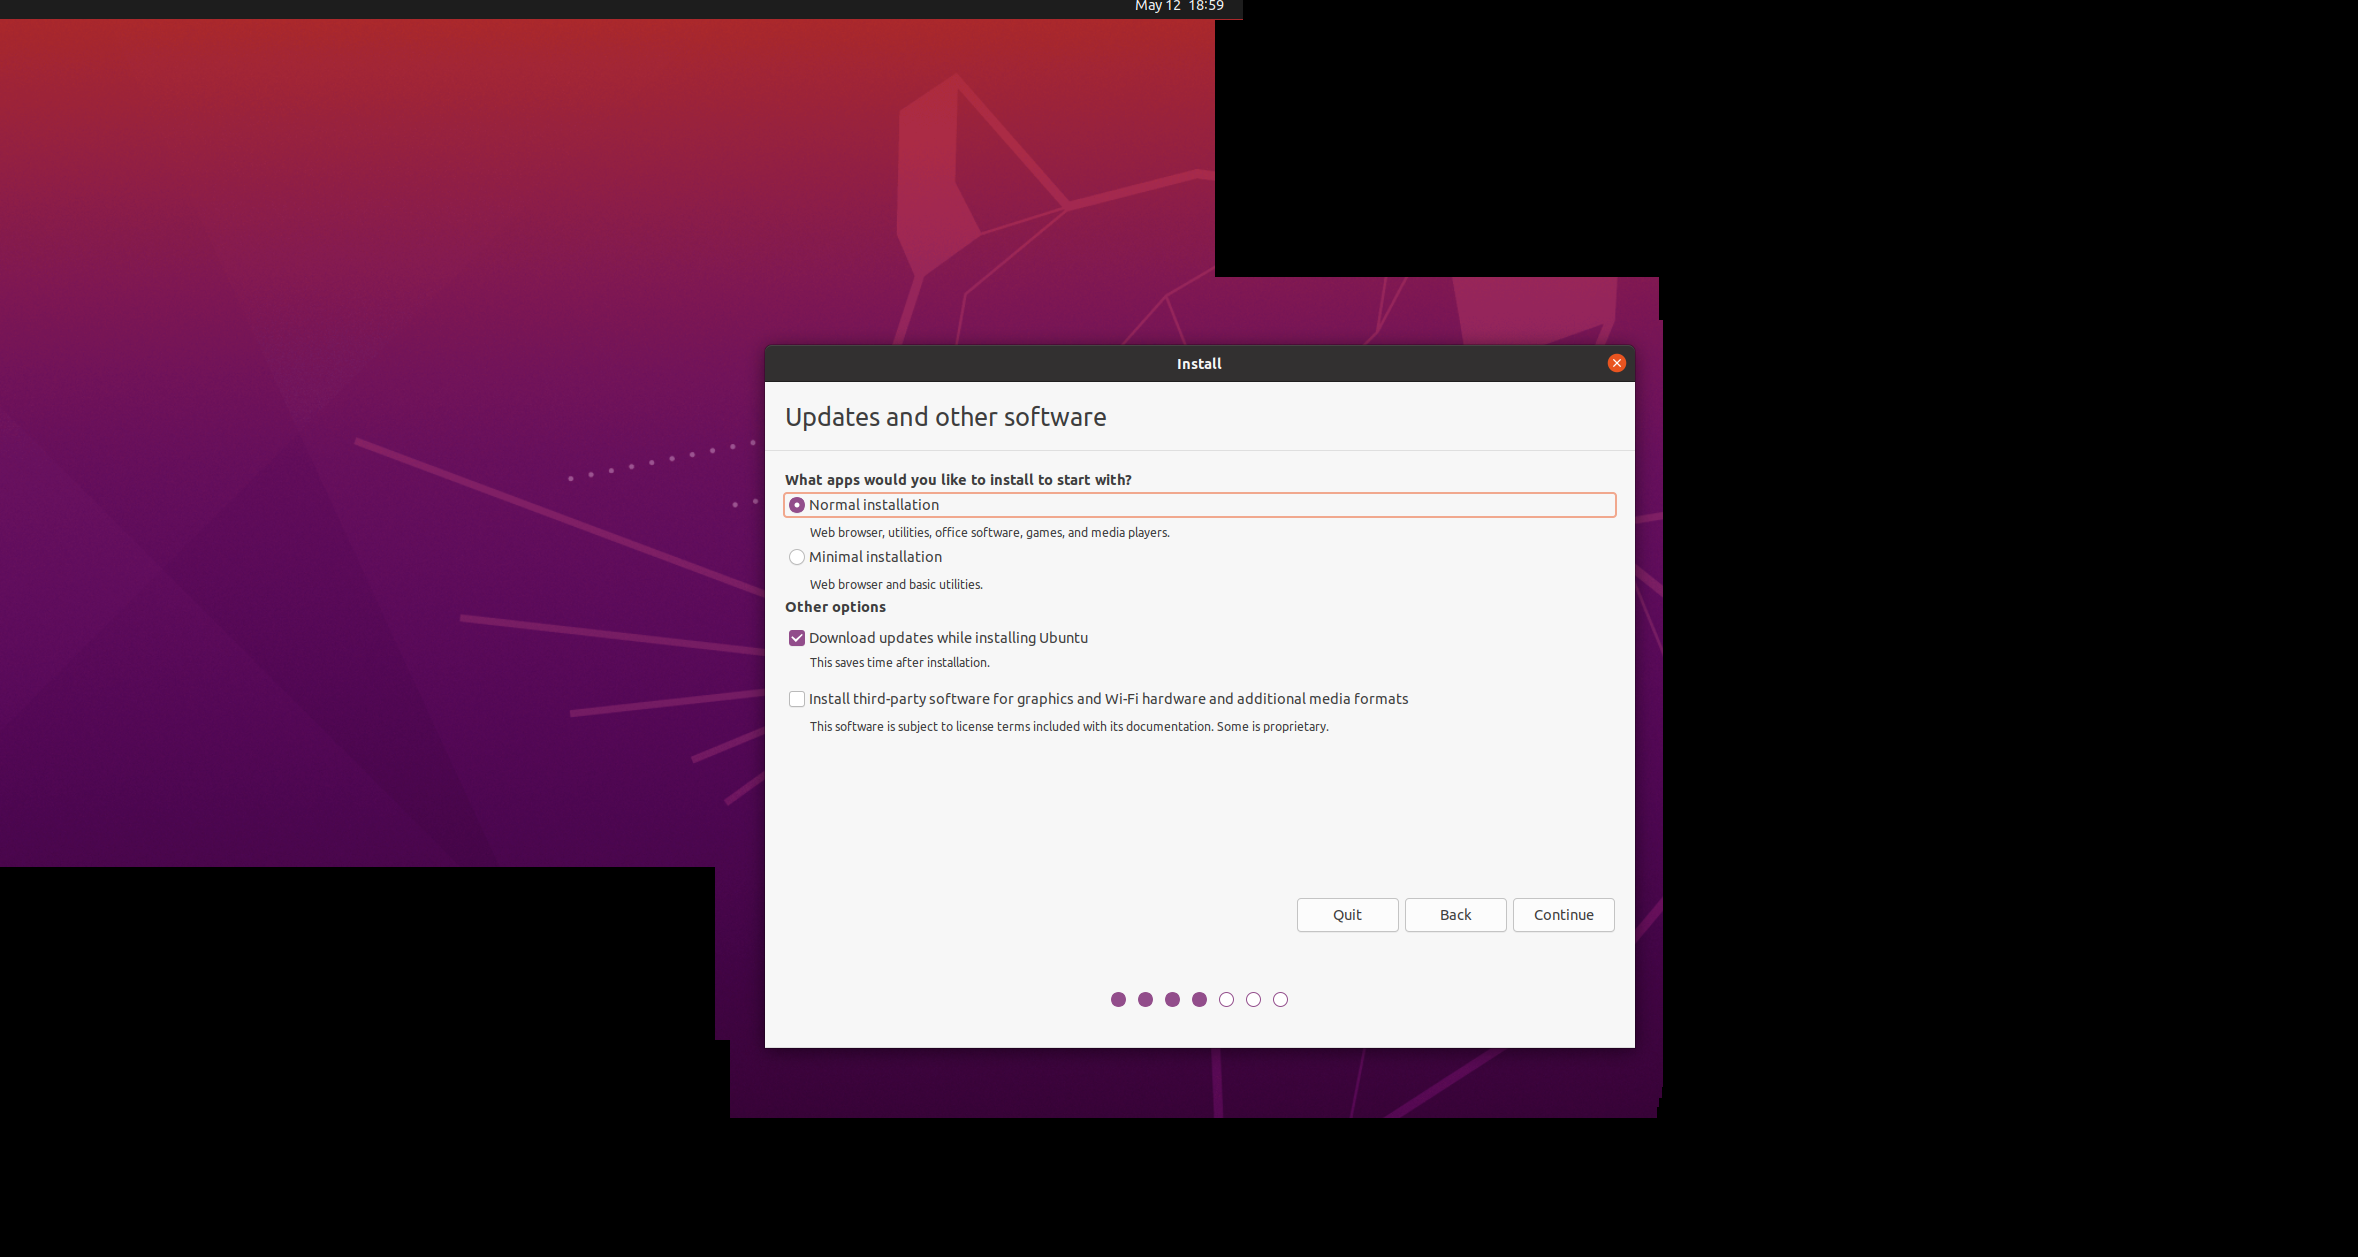 May 12 18:59
Install
Updates and other software
What apps would you like to install to start with?
Normal installation
Web browser, utilities, office software, games, and media players.
Minimal installation
Web browser and basic utilities.
Other options
Download updates while installing Ubuntu
This saves time after installation.
Install third-party software for graphics and Wi-Fi hardware and additional media formats
This software is subject to license terms included with its documentation. Some is proprietary.
Quit Back Continue